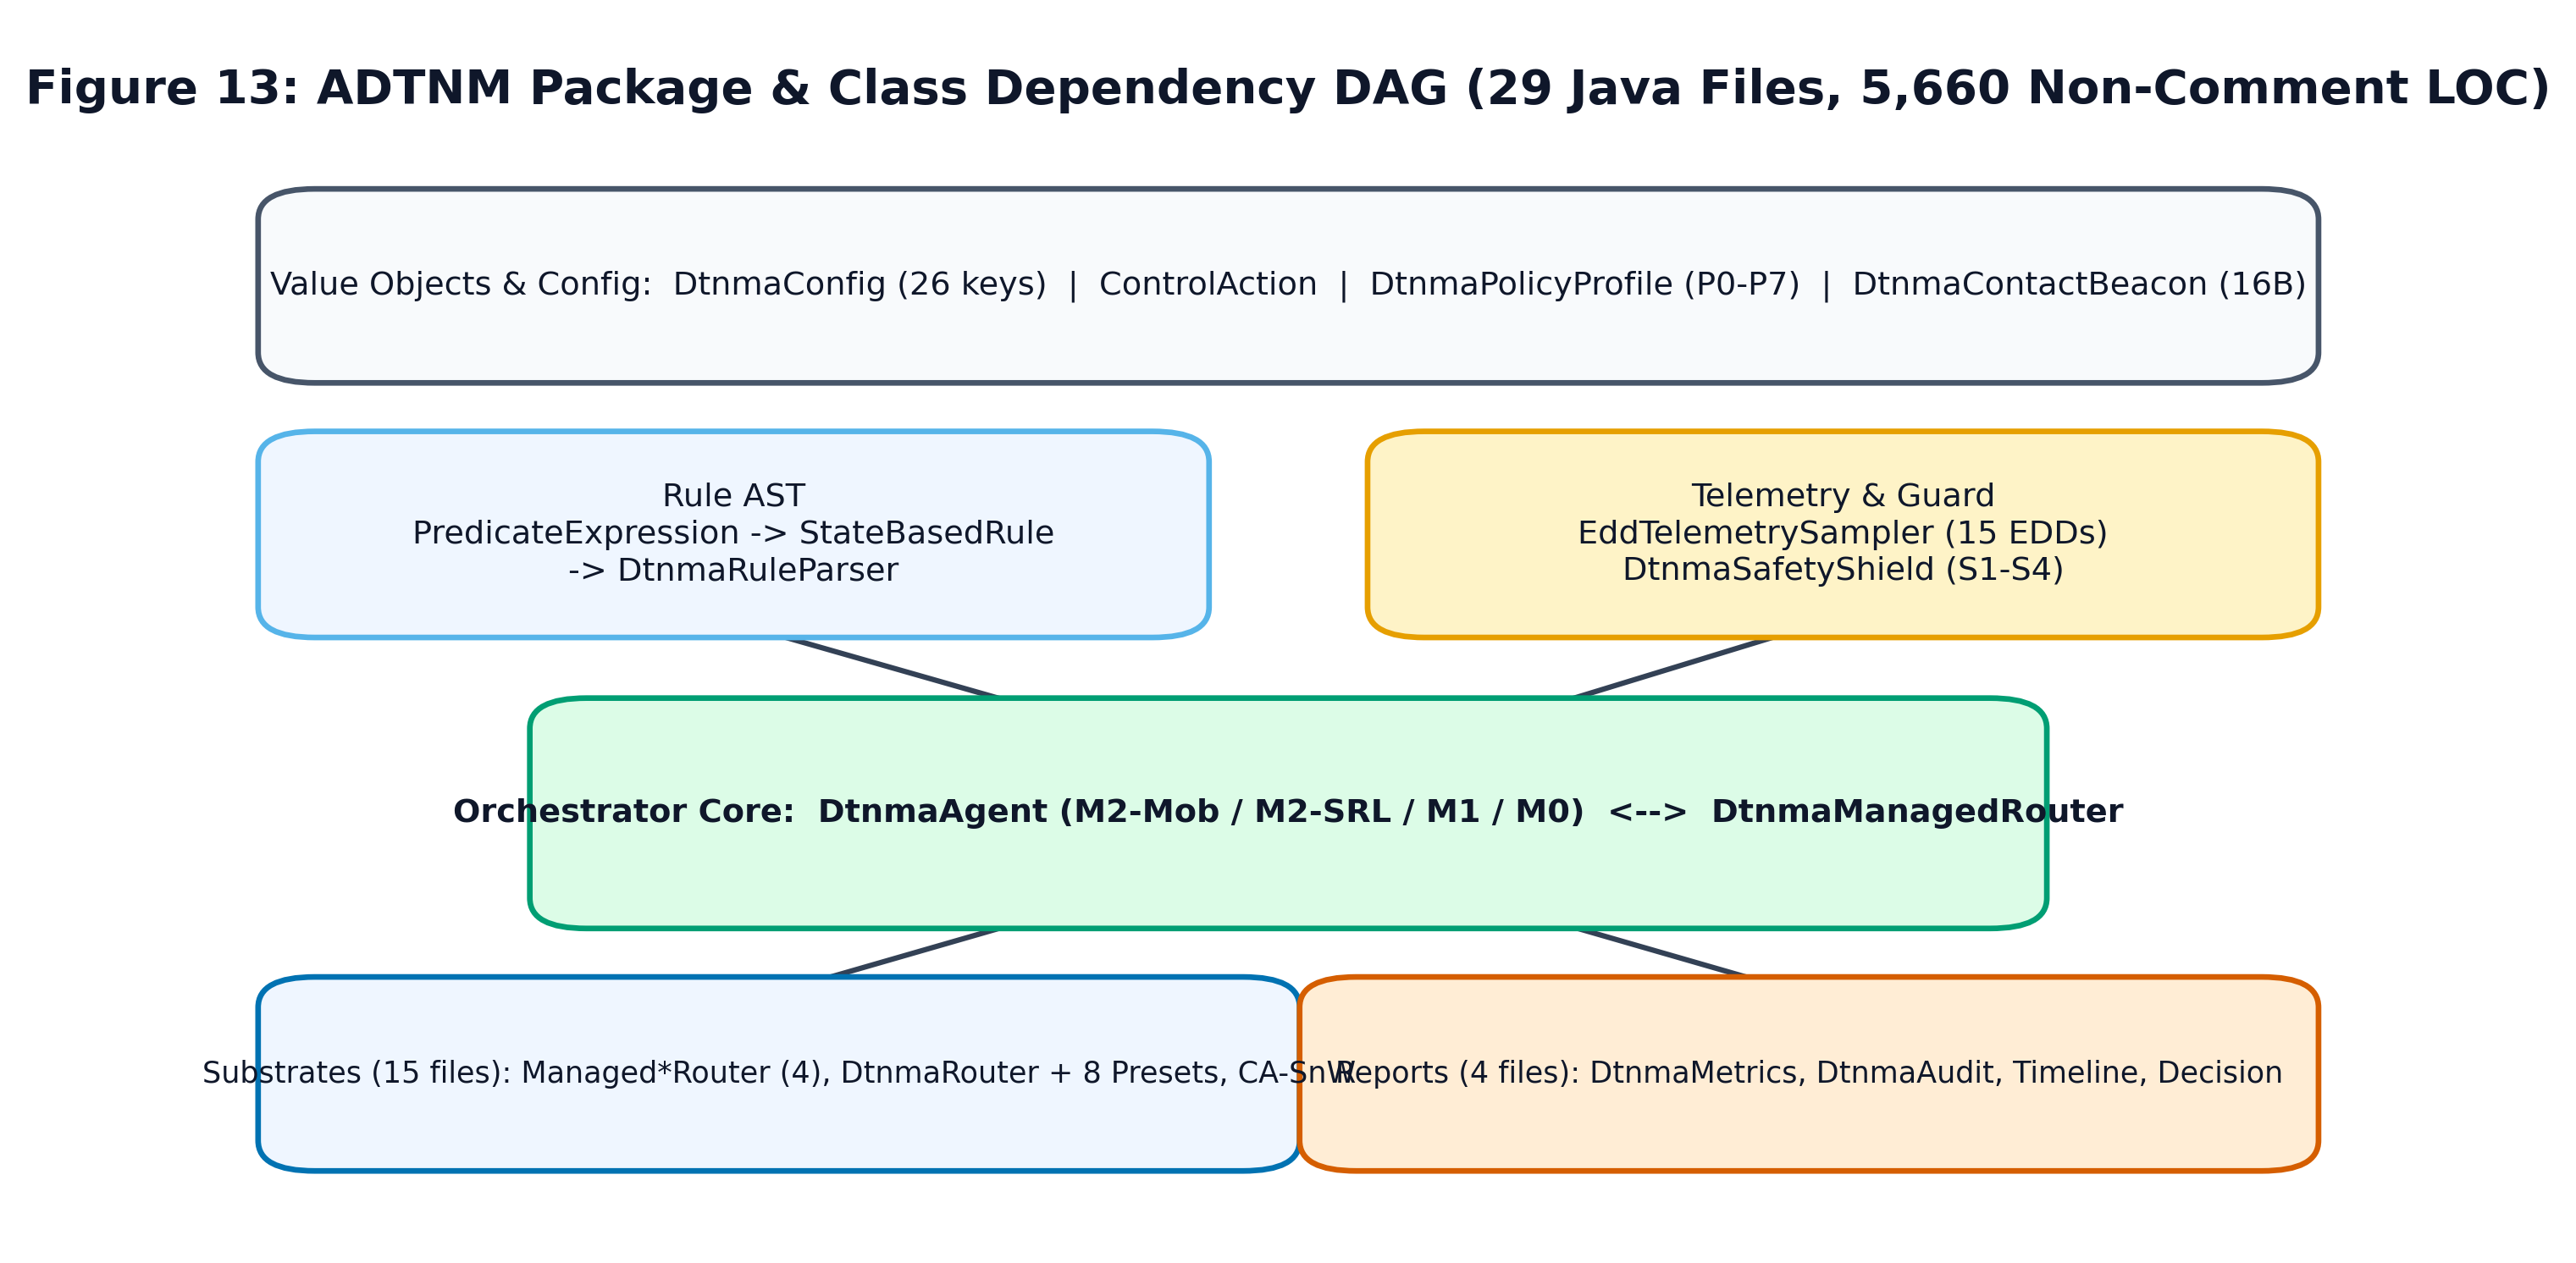 Figure 13: ADTNM Package & Class Dependency DAG (29 Java Files, 5,660 Non-Comment LOC)
Value Objects & Config:  DtnmaConfig (26 keys)  |  ControlAction  |  DtnmaPolicyProfile (P0-P7)  |  DtnmaContactBeacon (16B)
Rule AST
PredicateExpression -> StateBasedRule
-> DtnmaRuleParser
Telemetry & Guard
EddTelemetrySampler (15 EDDs)
DtnmaSafetyShield (S1-S4)
Orchestrator Core:  DtnmaAgent (M2-Mob / M2-SRL / M1 / M0)  <-->  DtnmaManagedRouter
Substrates (15 files): Managed*Router (4), DtnmaRouter + 8 Presets, CA-SnW
Reports (4 files): DtnmaMetrics, DtnmaAudit, Timeline, Decision